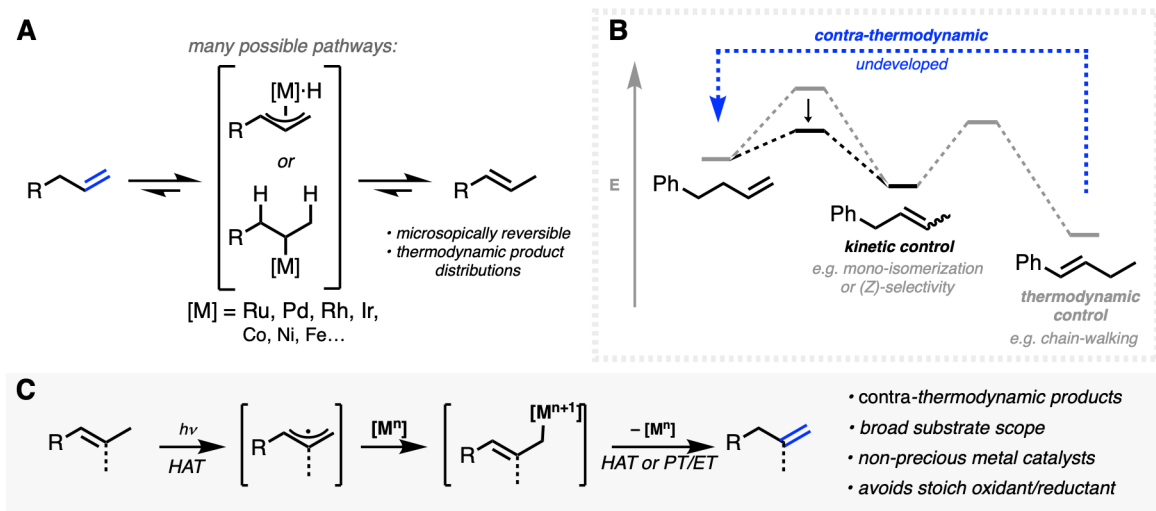 A
many possible pathways:
[M]·H
R
or
R
R
H H
R
[M]
• microsopically reversible
• thermodynamic product
distributions
[M] = Ru, Pd, Rh, Ir,
Co, Ni, Fe…
B
contra-thermodynamic
undeveloped
E
Ph
Ph
kinetic control
e.g. mono-isomerization
or (Z)-selectivity
Ph
thermodynamic
control
e.g. chain-walking
C
R
hν
HAT
R
•
[Mⁿ]
[Mⁿ⁺¹]
R
– [Mⁿ]
HAT or PT/ET
R
• contra-thermodynamic products
• broad substrate scope
• non-precious metal catalysts
• avoids stoich oxidant/reductant